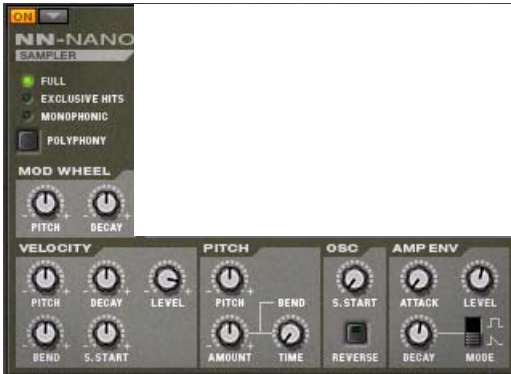 ON
NN-NANO
SAMPLER
FULL
EXCLUSIVE HITS
MONOPHONIC
POLYPHONY
MOD WHEEL
PITCH DECAY
VELOCITY PITCH OSC AMP ENV
PITCH DECAY LEVEL PITCH BEND S.START ATTACK LEVEL
BEND S.START AMOUNT TIME REVERSE DECAY MODE